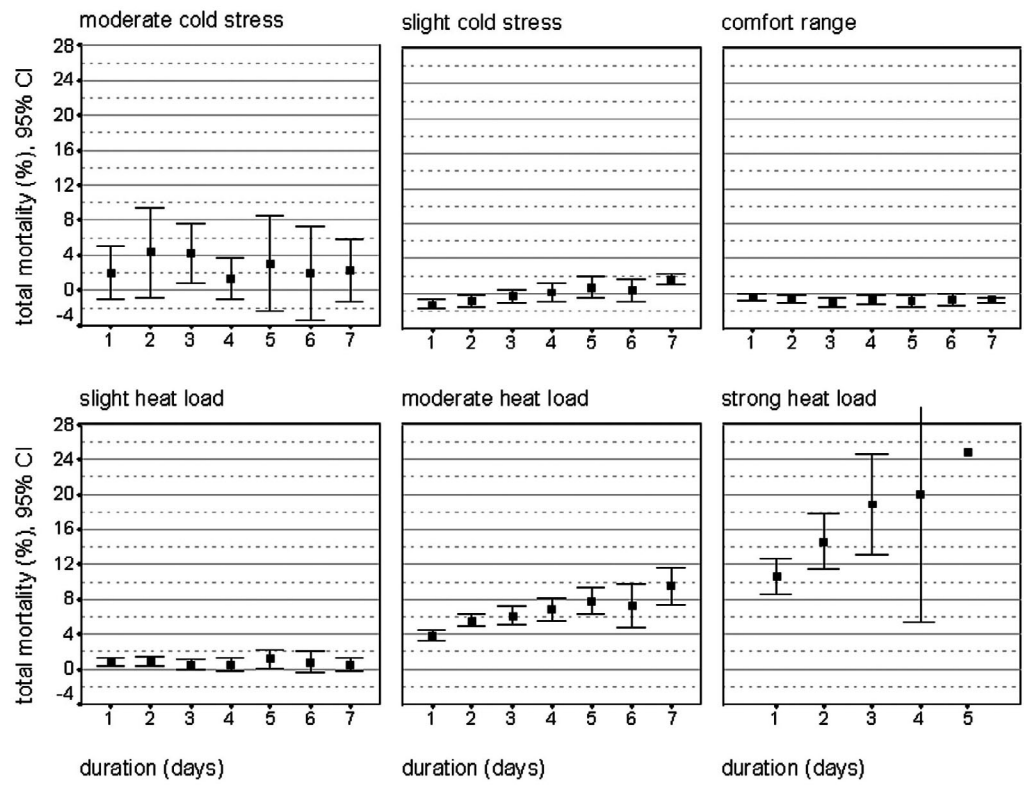 moderate cold stress
slight cold stress
comfort range
total mortality (%), 95% CI
28
24
20
16
12
8
4
0
-4
1 2 3 4 5 6 7
1 2 3 4 5 6 7
1 2 3 4 5 6 7
slight heat load
moderate heat load
strong heat load
total mortality (%), 95% CI
28
24
20
16
12
8
4
0
-4
1 2 3 4 5 6 7
1 2 3 4 5 6 7
1 2 3 4 5
duration (days)
duration (days)
duration (days)